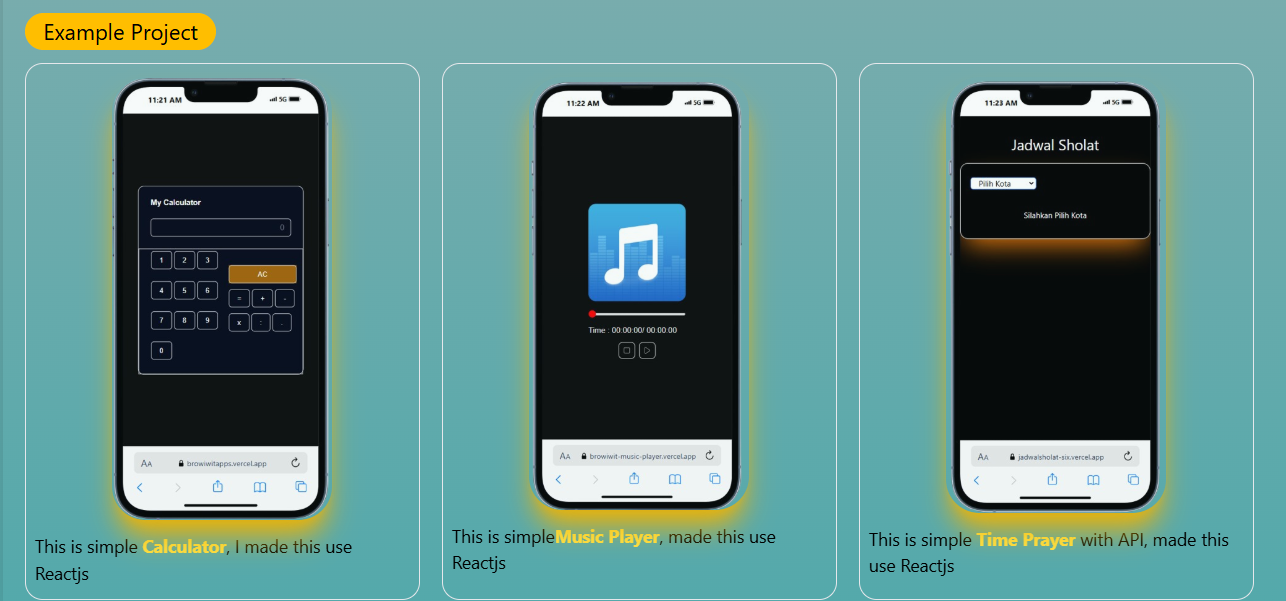 Example Project
11:21 AM
5G
My Calculator
0
1 2 3
AC
4 5 6
= + -
7 8 9
x : .
0
AA browiwitapps.vercel.app
This is simple Calculator, I made this use
Reactjs
11:22 AM
5G
Time : 00:00:00/ 00:00:00
AA browiwit-music-player.vercel.app
This is simpleMusic Player, made this use
Reactjs
11:23 AM
5G
Jadwal Sholat
Pilih Kota
Silahkan Pilih Kota
AA jadwalsholat-six.vercel.app
This is simple Time Prayer with API, made this
use Reactjs